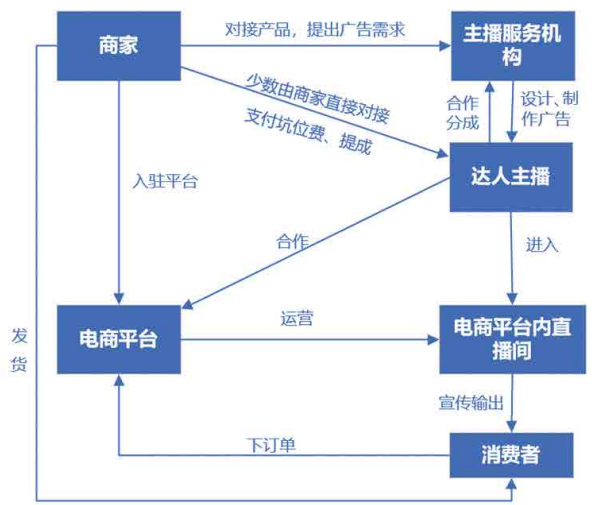 商家
对接产品，提出广告需求
主播服务机
构
少数由商家直接对接
支付坑位费、提成
合作
分成
设计、制
作广告
达人主播
入驻平台
合作
进入
发
货
电商平台
运营
电商平台内直
播间
宣传输出
下订单
消费者